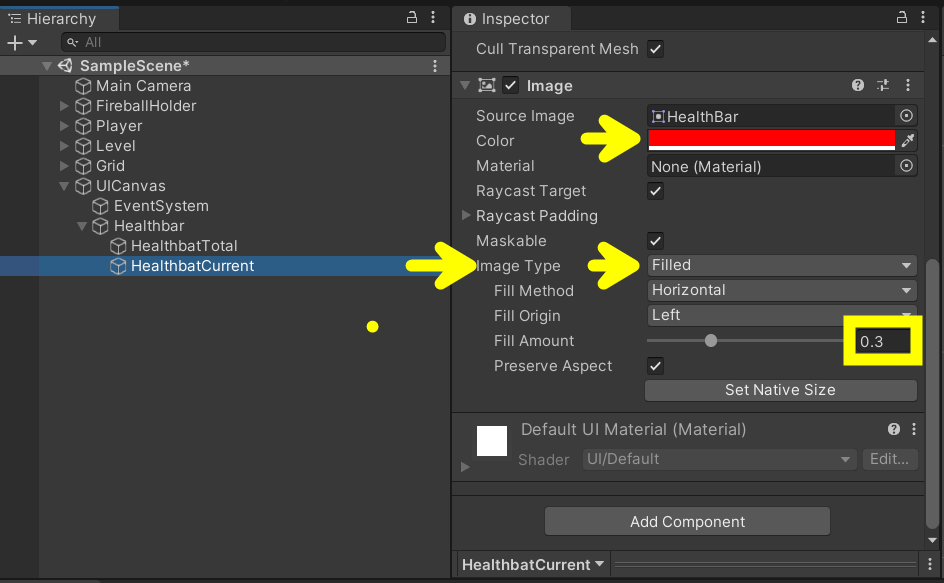 Hierarchy
All
SampleScene*
Main Camera
FireballHolder
Player
Level
Grid
UICanvas
EventSystem
Healthbar
HealthbatTotal
HealthbatCurrent
Inspector
Cull Transparent Mesh
Image
Source Image HealthBar
Color
Material None (Material)
Raycast Target
Raycast Padding
Maskable
Image Type Filled
Fill Method Horizontal
Fill Origin Left
Fill Amount 0.3
Preserve Aspect
Set Native Size
Default UI Material (Material)
Shader UI/Default Edit...
Add Component
HealthbatCurrent